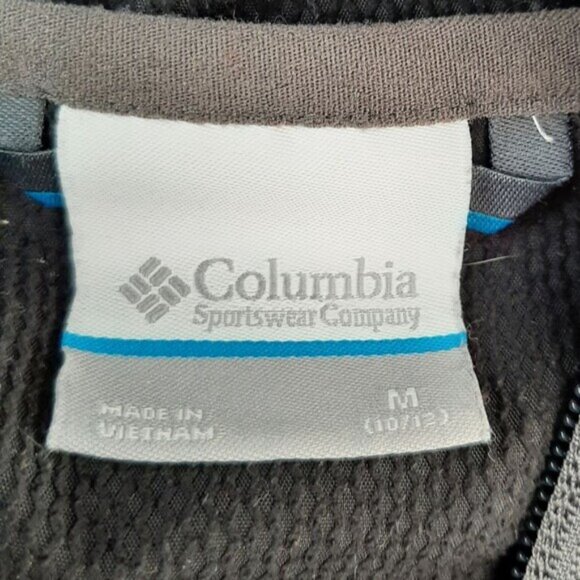 Columbia
Sportswear Company
MADE IN
VIETNAM
M
(10/12)